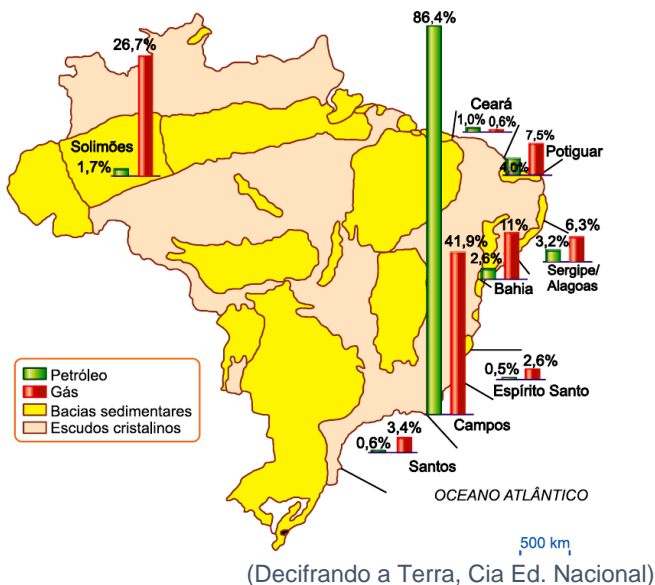 86,4%
26,7%
Solimões
1,7%
Ceará
1,0% 0,6%
7,5%
Potiguar
4,0%
11%
6,3%
41,9%
3,2%
2,6%
Sergipe/
Alagoas
Bahia
2,6%
0,5%
Espírito Santo
Petróleo
Gás
Bacias sedimentares
Escudos cristalinos
Campos
3,4%
0,6%
Santos
OCEANO ATLÂNTICO
500 km
(Decifrando a Terra, Cia Ed. Nacional)